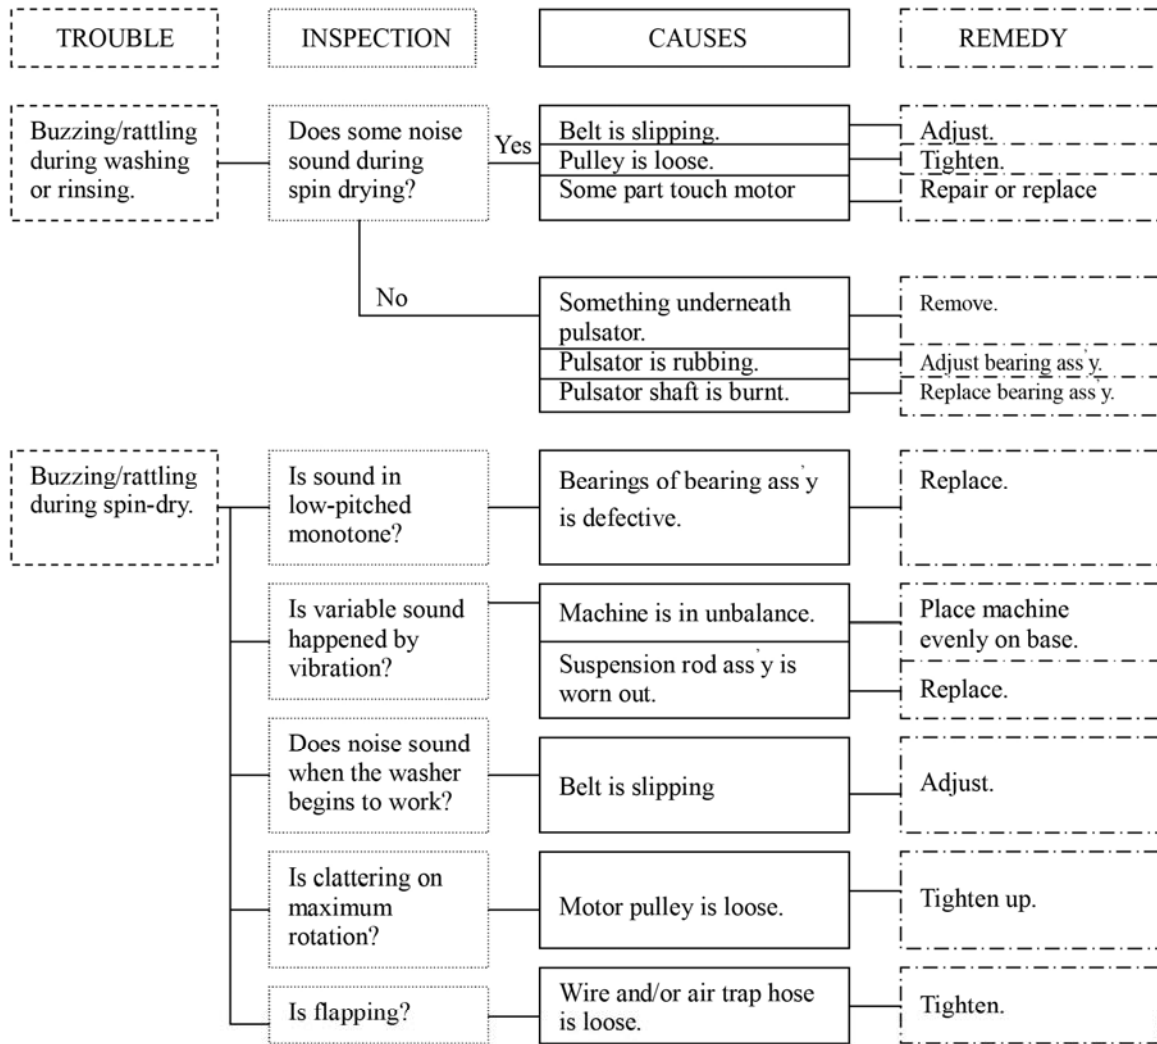 TROUBLE
INSPECTION
CAUSES
REMEDY
Buzzing/rattling
during washing
or rinsing.
Does some noise
sound during
spin drying?
Yes
Belt is slipping.
Adjust.
Pulley is loose.
Tighten.
Some part touch motor
Repair or replace
No
Something underneath
pulsator.
Remove.
Pulsator is rubbing.
Adjust bearing ass'y.
Pulsator shaft is burnt.
Replace bearing ass'y.
Buzzing/rattling
during spin-dry.
Is sound in
low-pitched
monotone?
Bearings of bearing ass'y
is defective.
Replace.
Is variable sound
happened by
vibration?
Machine is in unbalance.
Place machine
evenly on base.
Suspension rod ass'y is
worn out.
Replace.
Does noise sound
when the washer
begins to work?
Belt is slipping
Adjust.
Is clattering on
maximum
rotation?
Motor pulley is loose.
Tighten up.
Is flapping?
Wire and/or air trap hose
is loose.
Tighten.